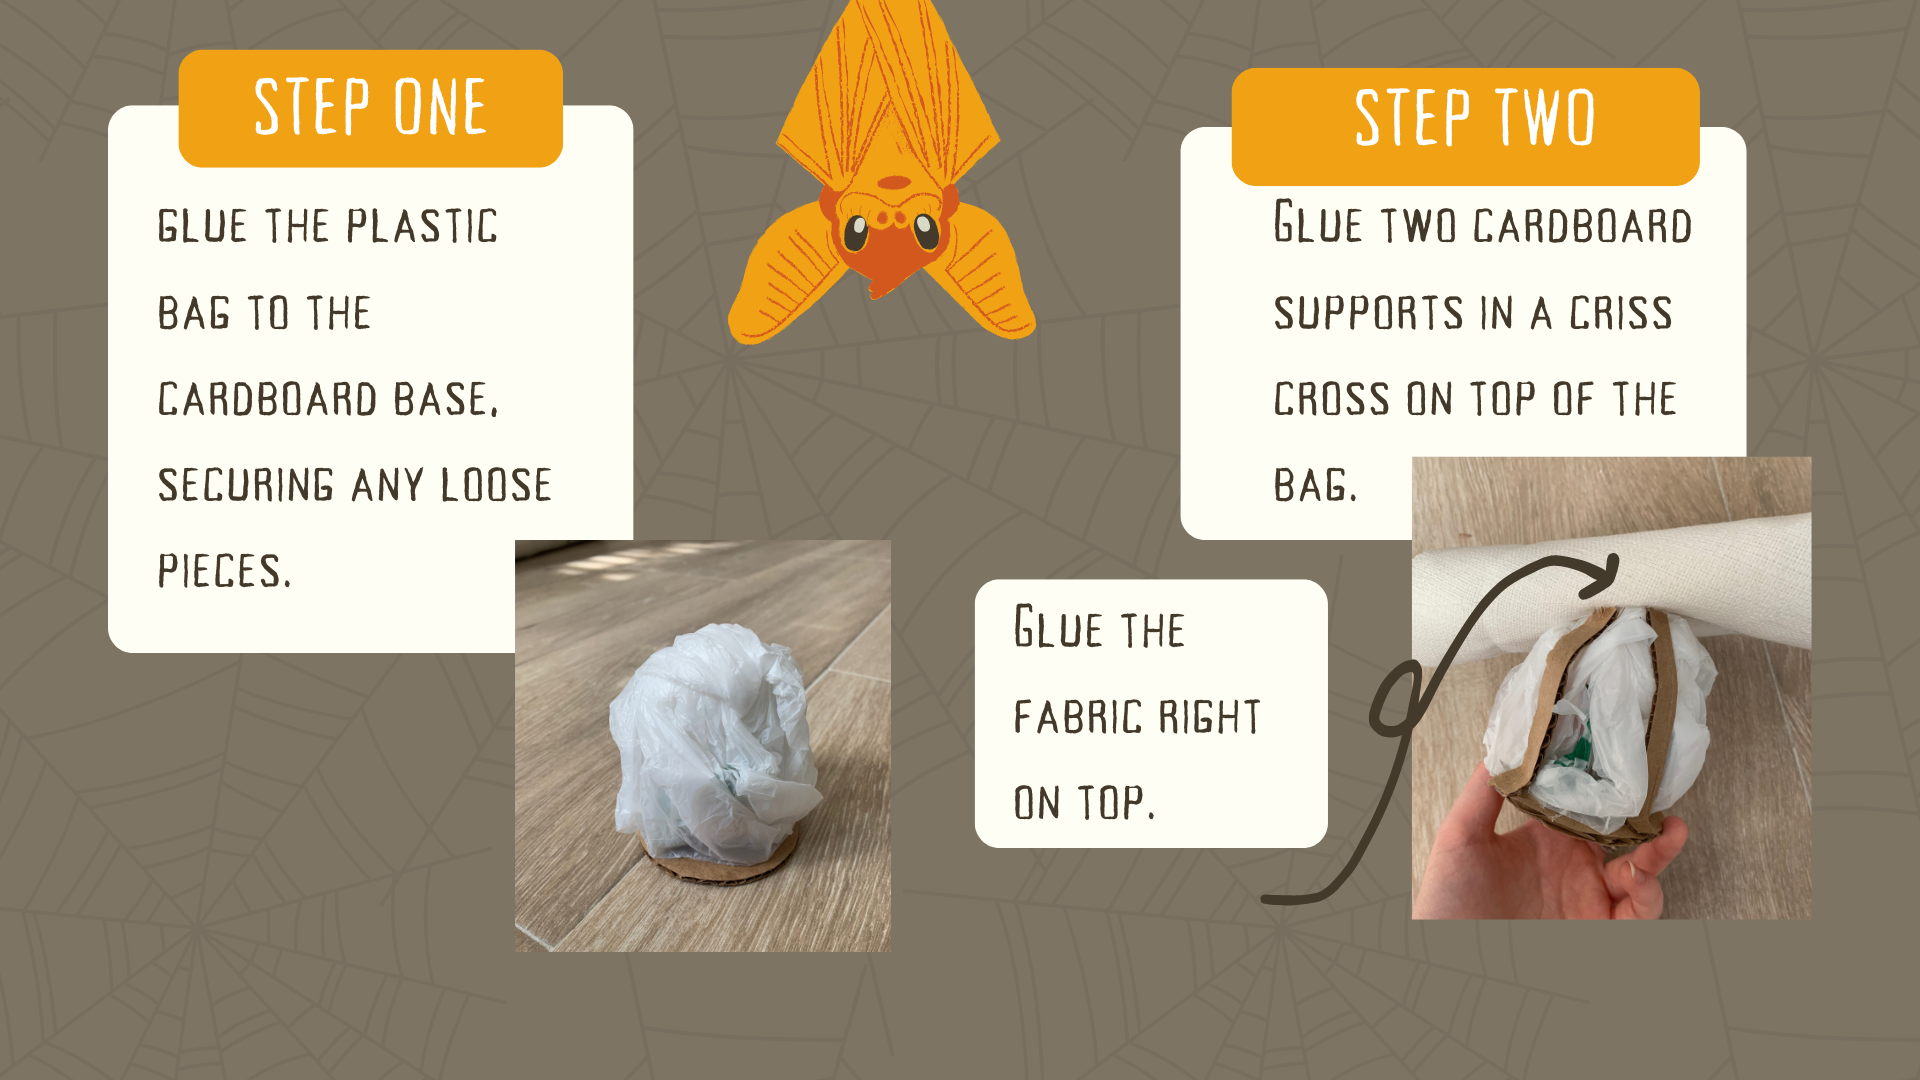 STEP ONE
GLUE THE PLASTIC
BAG TO THE
CARDBOARD BASE,
SECURING ANY LOOSE
PIECES.
STEP TWO
GLUE TWO CARDBOARD
SUPPORTS IN A CRISS
CROSS ON TOP OF THE
BAG.
GLUE THE
FABRIC RIGHT
ON TOP.